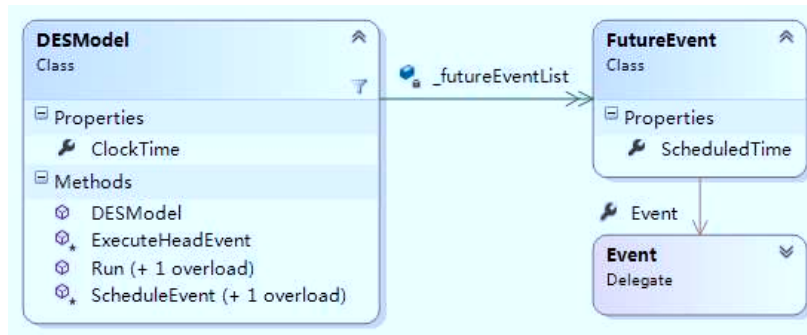 DESModel
Class
Properties
ClockTime
Methods
DESModel
ExecuteHeadEvent
Run (+ 1 overload)
ScheduleEvent (+ 1 overload)
_futureEventList
FutureEvent
Class
Properties
ScheduledTime
Event
Event
Delegate